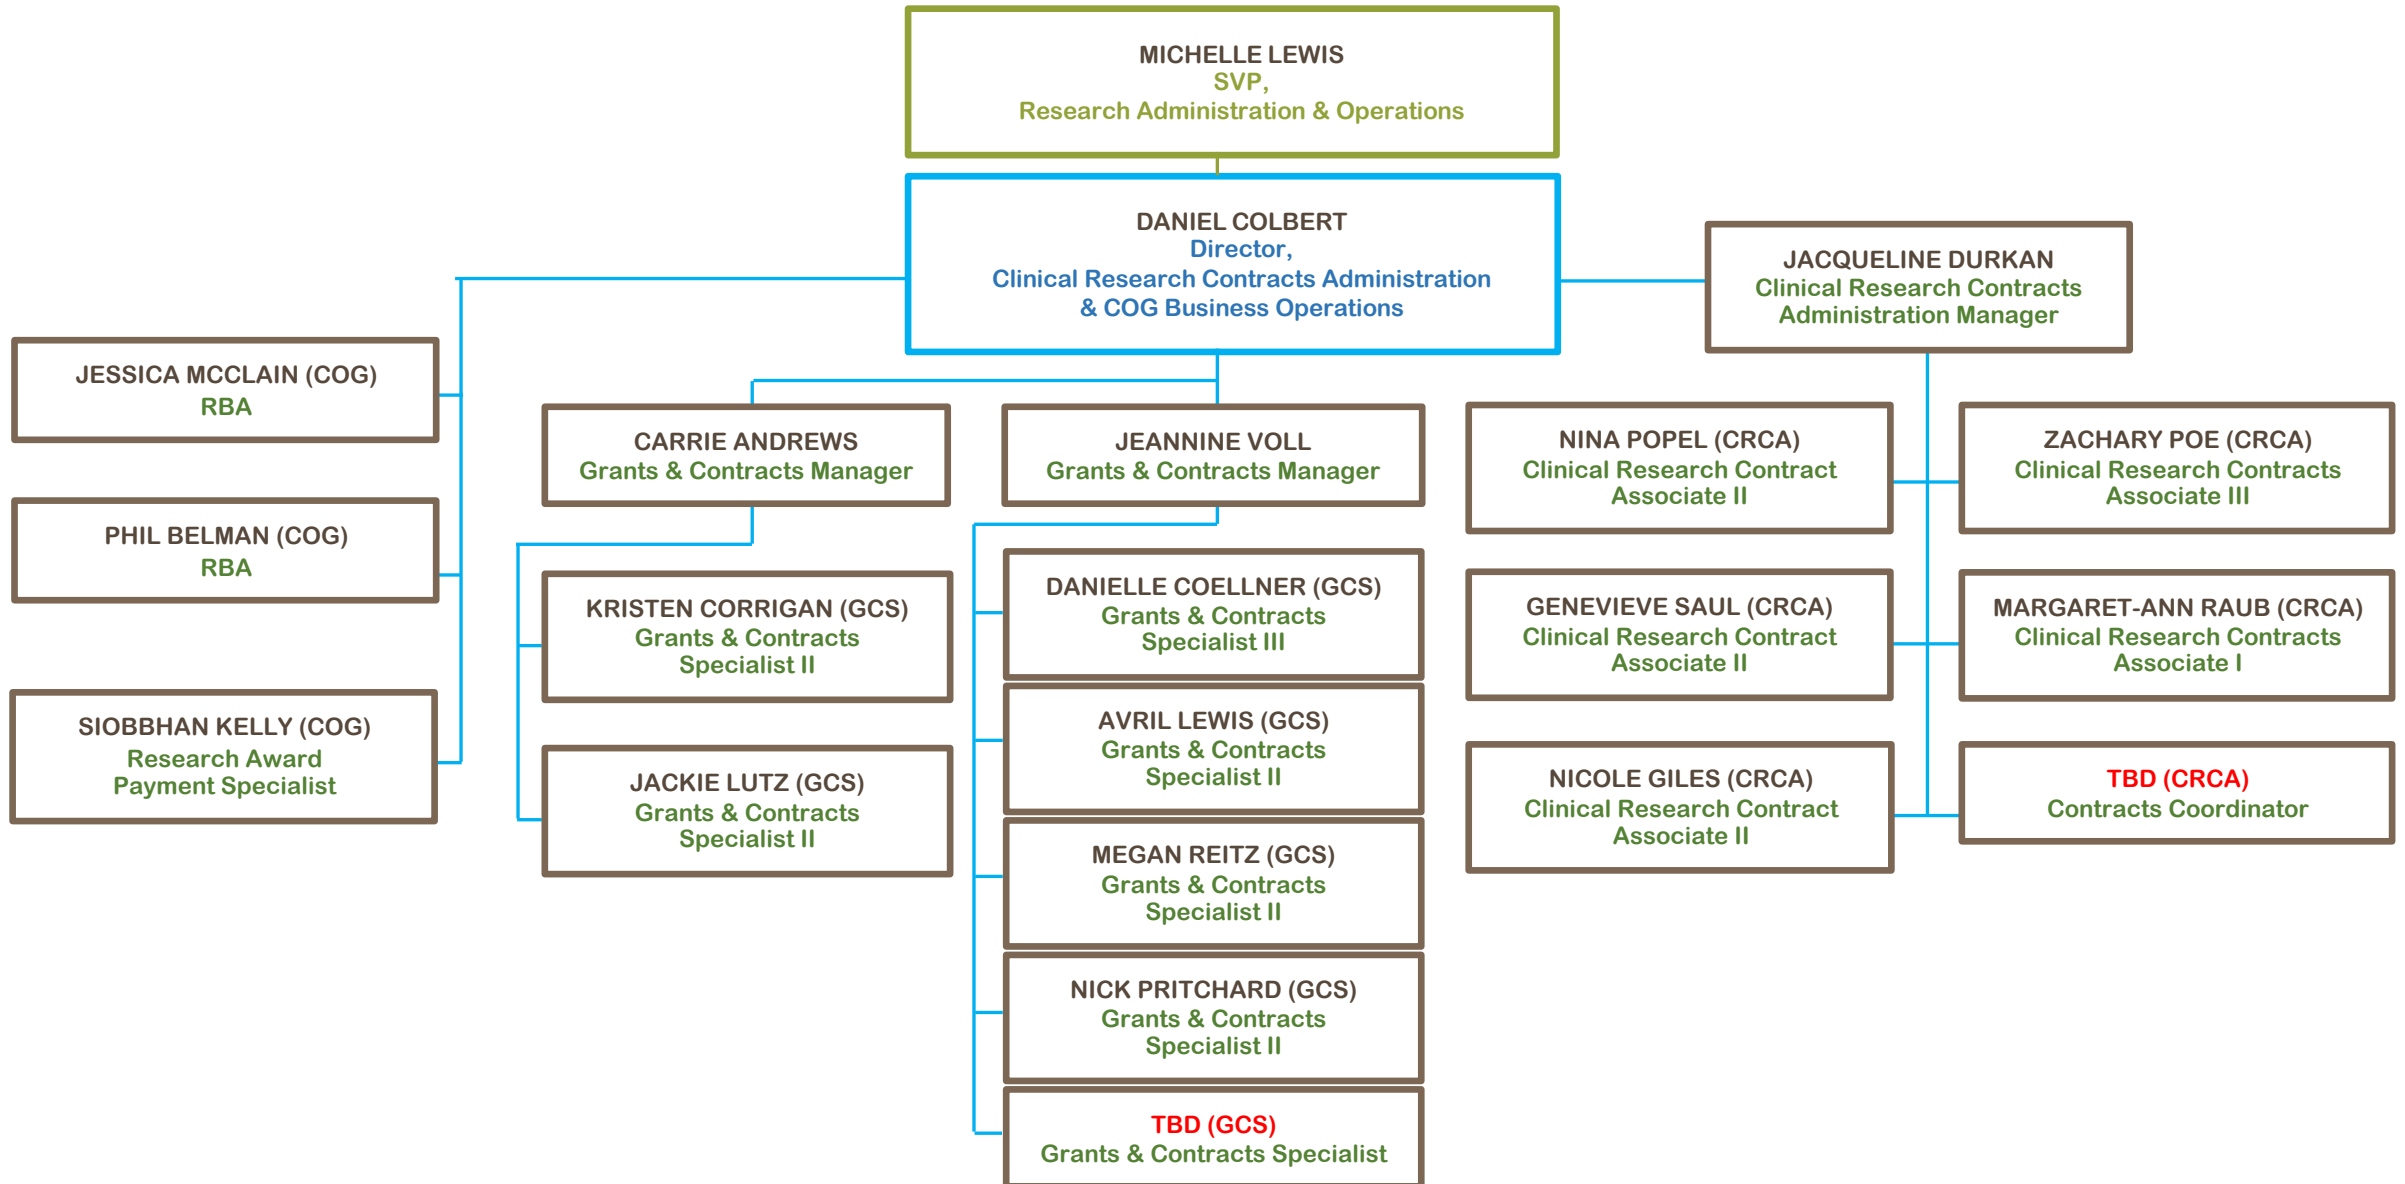 MICHELLE LEWIS
SVP,
Research Administration & Operations
DANIEL COLBERT
Director,
Clinical Research Contracts Administration
& COG Business Operations
JACQUELINE DURKAN
Clinical Research Contracts
Administration Manager
JESSICA MCCLAIN (COG)
RBA
PHIL BELMAN (COG)
RBA
SIOBBHAN KELLY (COG)
Research Award
Payment Specialist
CARRIE ANDREWS
Grants & Contracts Manager
KRISTEN CORRIGAN (GCS)
Grants & Contracts
Specialist II
JACKIE LUTZ (GCS)
Grants & Contracts
Specialist II
JEANNINE VOLL
Grants & Contracts Manager
DANIELLE COELLNER (GCS)
Grants & Contracts
Specialist III
AVRIL LEWIS (GCS)
Grants & Contracts
Specialist II
MEGAN REITZ (GCS)
Grants & Contracts
Specialist II
NICK PRITCHARD (GCS)
Grants & Contracts
Specialist II
TBD (GCS)
Grants & Contracts Specialist
NINA POPEL (CRCA)
Clinical Research Contract
Associate II
ZACHARY POE (CRCA)
Clinical Research Contracts
Associate III
GENEVIEVE SAUL (CRCA)
Clinical Research Contract
Associate II
MARGARET-ANN RAUB (CRCA)
Clinical Research Contracts
Associate I
NICOLE GILES (CRCA)
Clinical Research Contract
Associate II
TBD (CRCA)
Contracts Coordinator